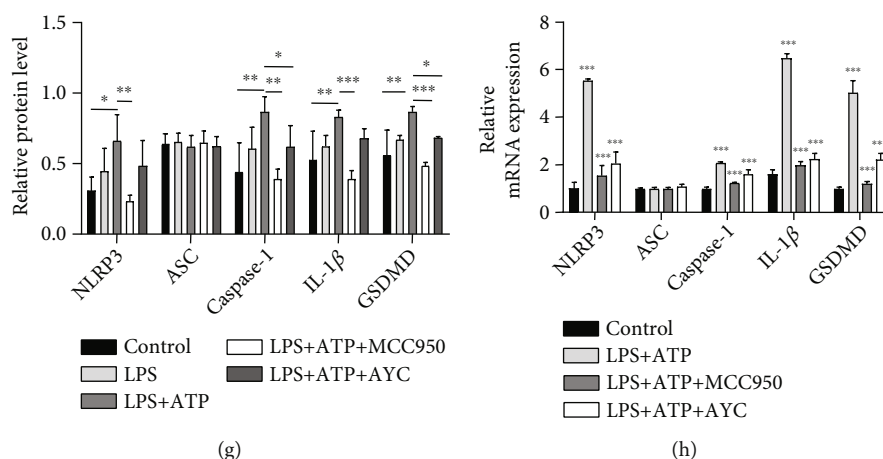 1.5
1.0
0.5
0.0
Relative protein level
*
**
**
**
*
**
***
**
*
***
NLRP3
ASC
Caspase-1
IL-1β
GSDMD
Control
LPS
LPS+ATP
LPS+ATP+MCC950
LPS+ATP+AYC
(g)
8
6
4
2
0
Relative
mRNA expression
***
***
***
***
***
***
***
***
***
***
***
NLRP3
ASC
Caspase-1
IL-1β
GSDMD
Control
LPS+ATP
LPS+ATP+MCC950
LPS+ATP+AYC
(h)